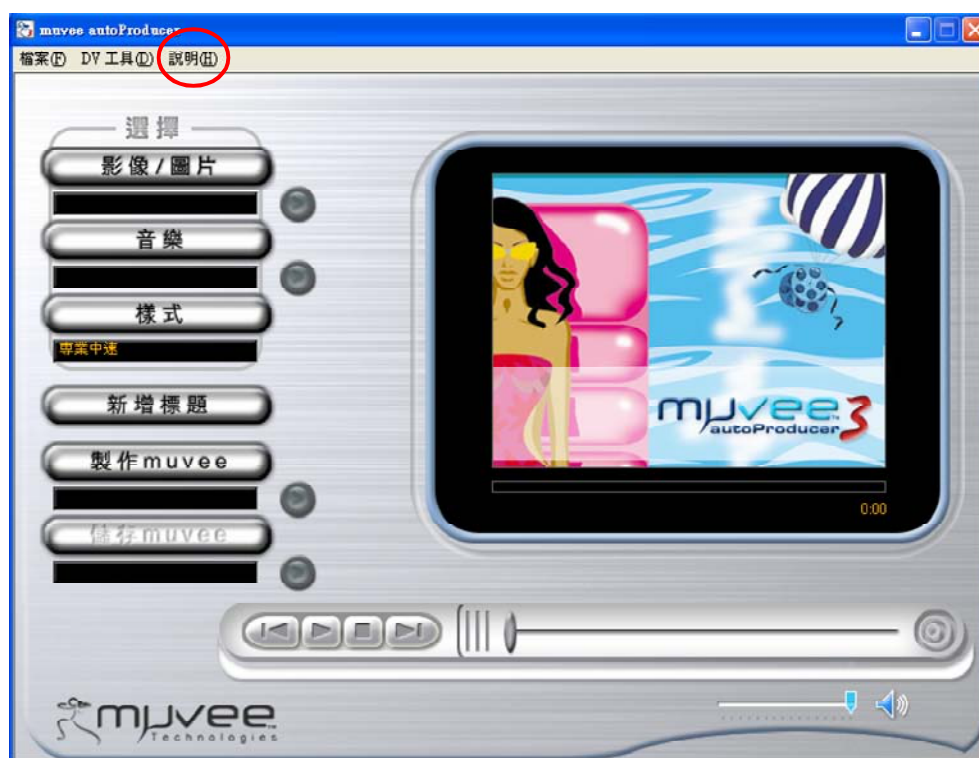 muvee autoProducer
檔案(F) DV 工具(D) 說明(H)
選擇
影像/圖片
音樂
樣式
專業中速
新增標題
製作muvee
儲存muvee
muvee 3
autoProducer
0:00
muvee
Technologies